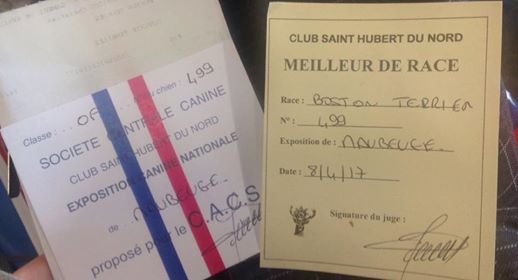 Classe : OF
au chien : 499
SOCIETE CENTRALE CANINE
CLUB SAINT HUBERT DU NORD
EXPOSITION CANINE NATIONALE
de MAUBEUGE
proposé pour le C.A.C.S
CLUB SAINT HUBERT DU NORD
MEILLEUR DE RACE
Race : BOSTON TERRIER
N° : 499
Exposition de : MAUBEUGE
Date : 8/4/17
Signature du juge :